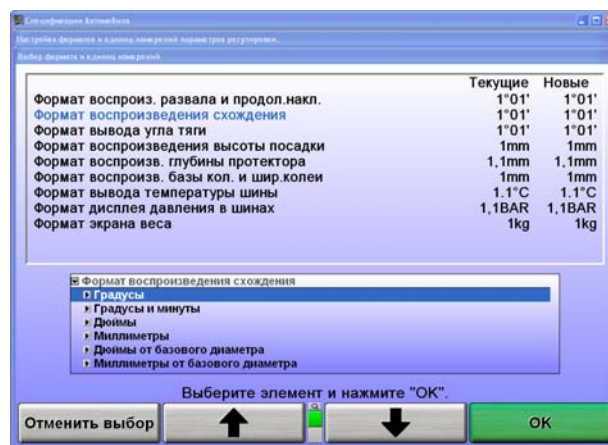 Спецификации Автомобиля
Настройка форматов и единиц измерений параметров регулировки.
Выбор формата и единиц измерений
Текущие Новые
Формат воспроиз. развала и продол.накл. 1°01' 1°01'
Формат воспроизведения схождения 1°01' 1°01'
Формат вывода угла тяги 1°01' 1°01'
Формат воспроизведения высоты посадки 1mm 1mm
Формат воспроизв. глубины протектора 1,1mm 1,1mm
Формат воспроизв. базы кол. и шир.колеи 1mm 1mm
Формат вывода температуры шины 1.1°C 1.1°C
Формат дисплея давления в шинах 1,1BAR 1,1BAR
Формат экрана веса 1kg 1kg
Формат воспроизведения схождения
Градусы
Градусы и минуты
Дюймы
Миллиметры
Дюймы от базового диаметра
Миллиметры от базового диаметра
Выберите элемент и нажмите "ОК".
Отменить выбор
ОК